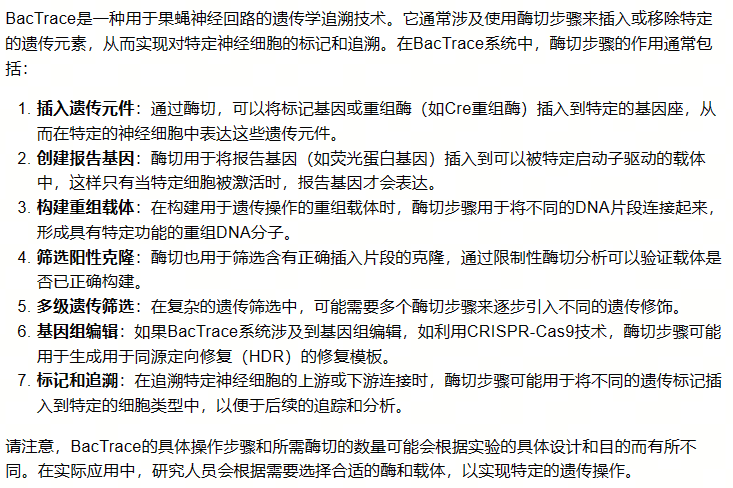 BacTrace是一种用于果蝇神经回路的遗传学追溯技术。它通常涉及使用酶切步骤来插入或移除特定
的遗传元素，从而实现对特定神经细胞的标记和追溯。在BacTrace系统中，酶切步骤的作用通常包
括：
1. 插入遗传元件：通过酶切，可以将标记基因或重组酶（如Cre重组酶）插入到特定的基因座，从
而在特定的神经细胞中表达这些遗传元件。
2. 创建报告基因：酶切用于将报告基因（如荧光蛋白基因）插入到可以被特定启动子驱动的载体
中，这样只有当特定细胞被激活时，报告基因才会表达。
3. 构建重组载体：在构建用于遗传操作的重组载体时，酶切步骤用于将不同的DNA片段连接起来，
形成具有特定功能的重组DNA分子。
4. 筛选阳性克隆：酶切也用于筛选含有正确插入片段的克隆，通过限制性酶切分析可以验证载体是
否已正确构建。
5. 多级遗传筛选：在复杂的遗传筛选中，可能需要多个酶切步骤来逐步引入不同的遗传修饰。
6. 基因组编辑：如果BacTrace系统涉及到基因组编辑，如利用CRISPR-Cas9技术，酶切步骤可能
用于生成用于同源定向修复（HDR）的修复模板。
7. 标记和追溯：在追溯特定神经细胞的上游或下游连接时，酶切步骤可能用于将不同的遗传标记插
入到特定的细胞类型中，以便于后续的追踪和分析。
请注意，BacTrace的具体操作步骤和所需酶切的数量可能会根据实验的具体设计和目的而有所不
同。在实际应用中，研究人员会根据需要选择合适的酶和载体，以实现特定的遗传操作。